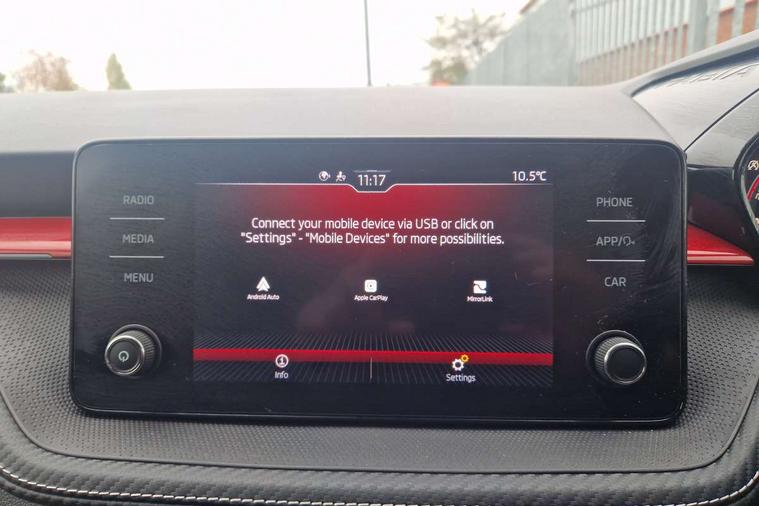 11:17
10.5°C
RADIO
MEDIA
MENU
Connect your mobile device via USB or click on
"Settings" - "Mobile Devices" for more possibilities.
Android Auto
Apple CarPlay
MirrorLink
Info
Settings
PHONE
APP/
CAR